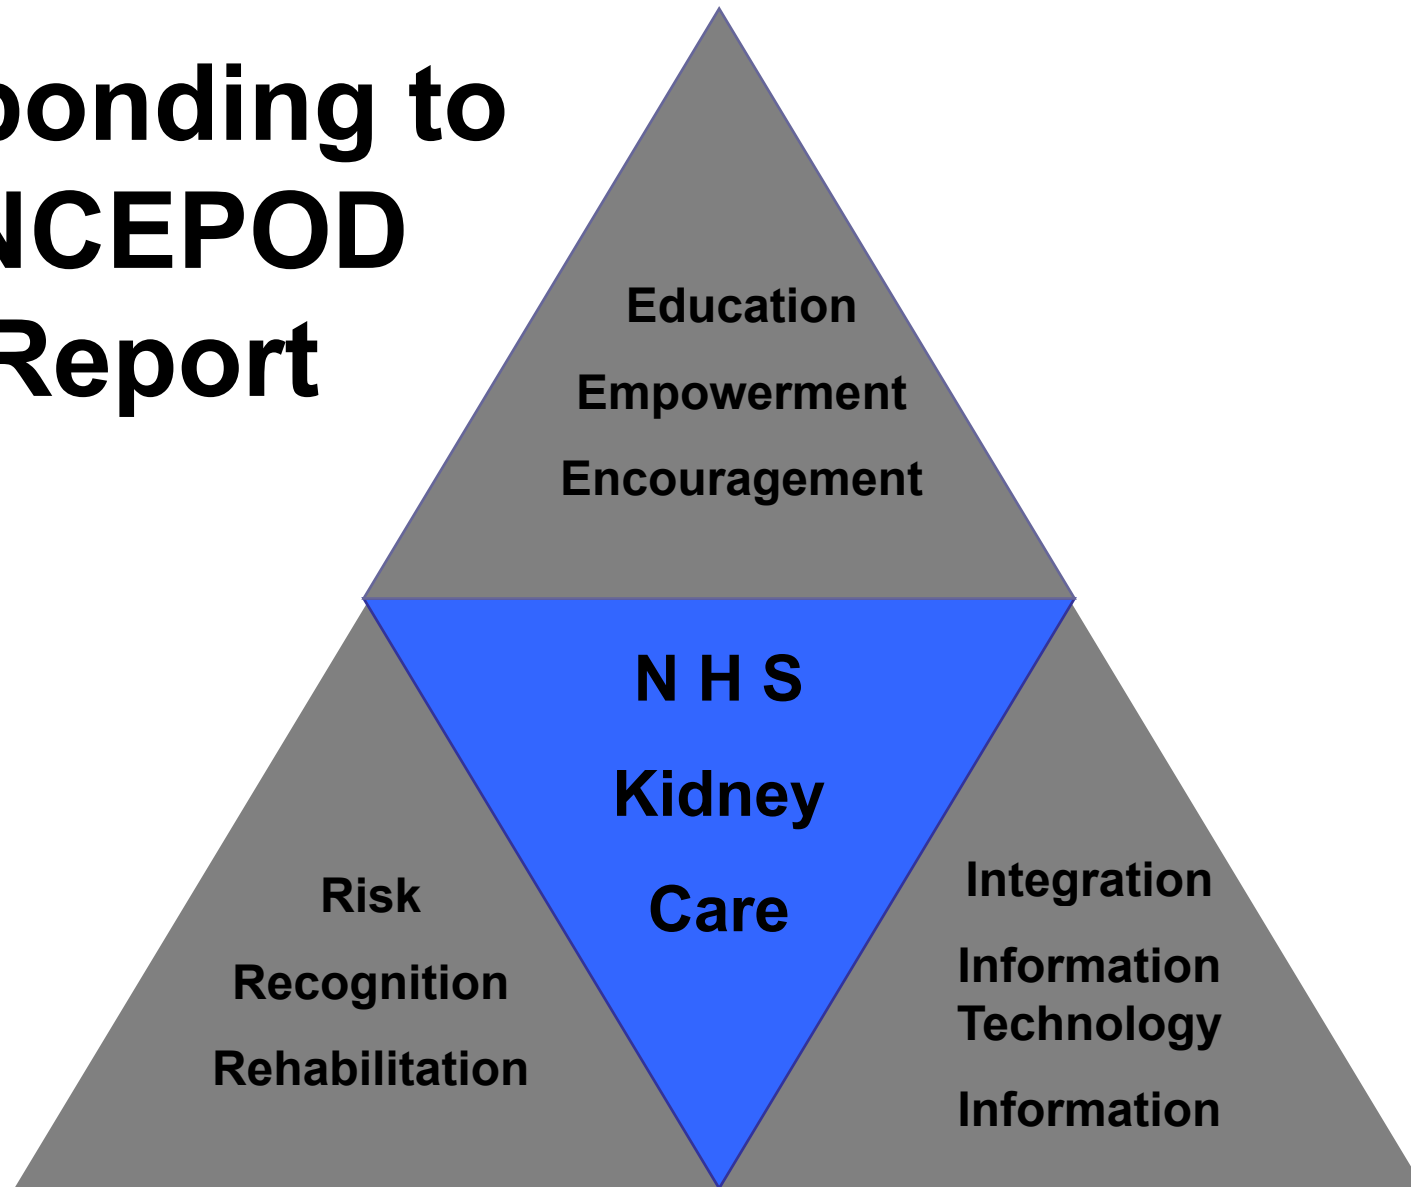 ponding to
NCEPOD
Report
Education
Empowerment
Encouragement
N H S
Kidney
Care
Risk
Recognition
Rehabilitation
Integration
Information
Technology
Information